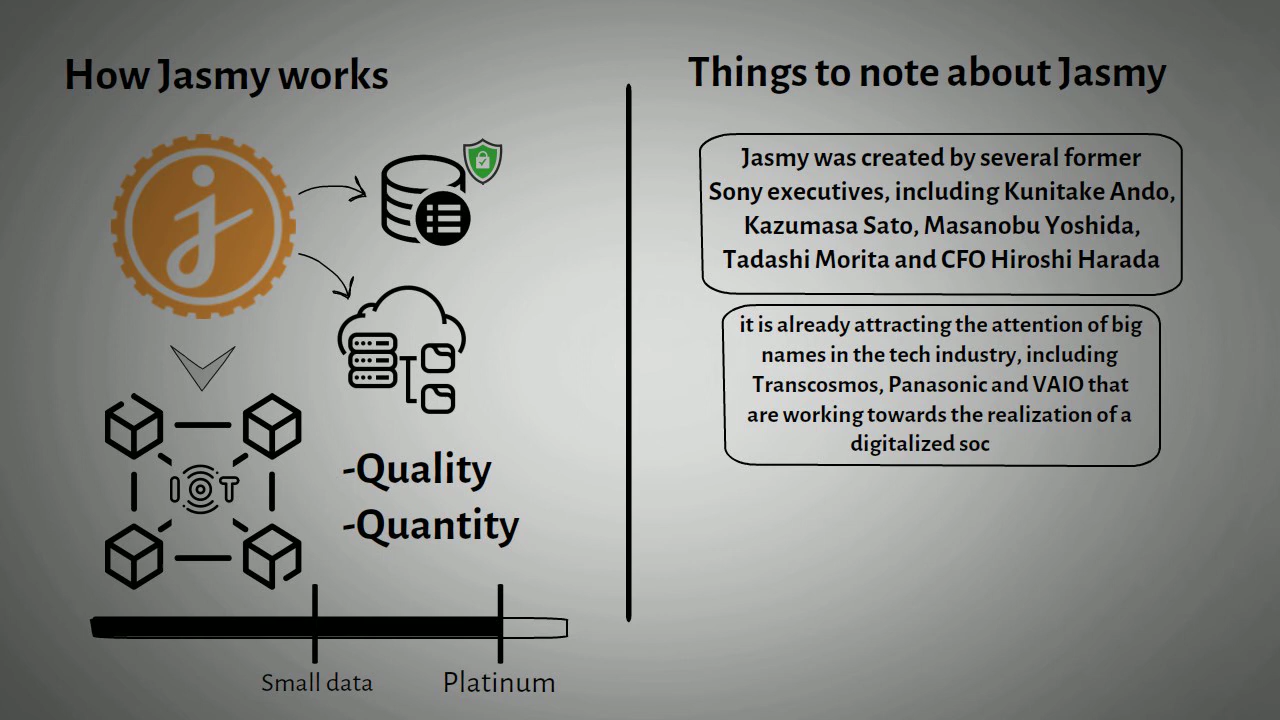 How Jasmy works
IOT
-Quality
-Quantity
Small data
Platinum
Things to note about Jasmy
Jasmy was created by several former
Sony executives, including Kunitake Ando,
Kazumasa Sato, Masanobu Yoshida,
Tadashi Morita and CFO Hiroshi Harada
it is already attracting the attention of big
names in the tech industry, including
Transcosmos, Panasonic and VAIO that
are working towards the realization of a
digitalized soc